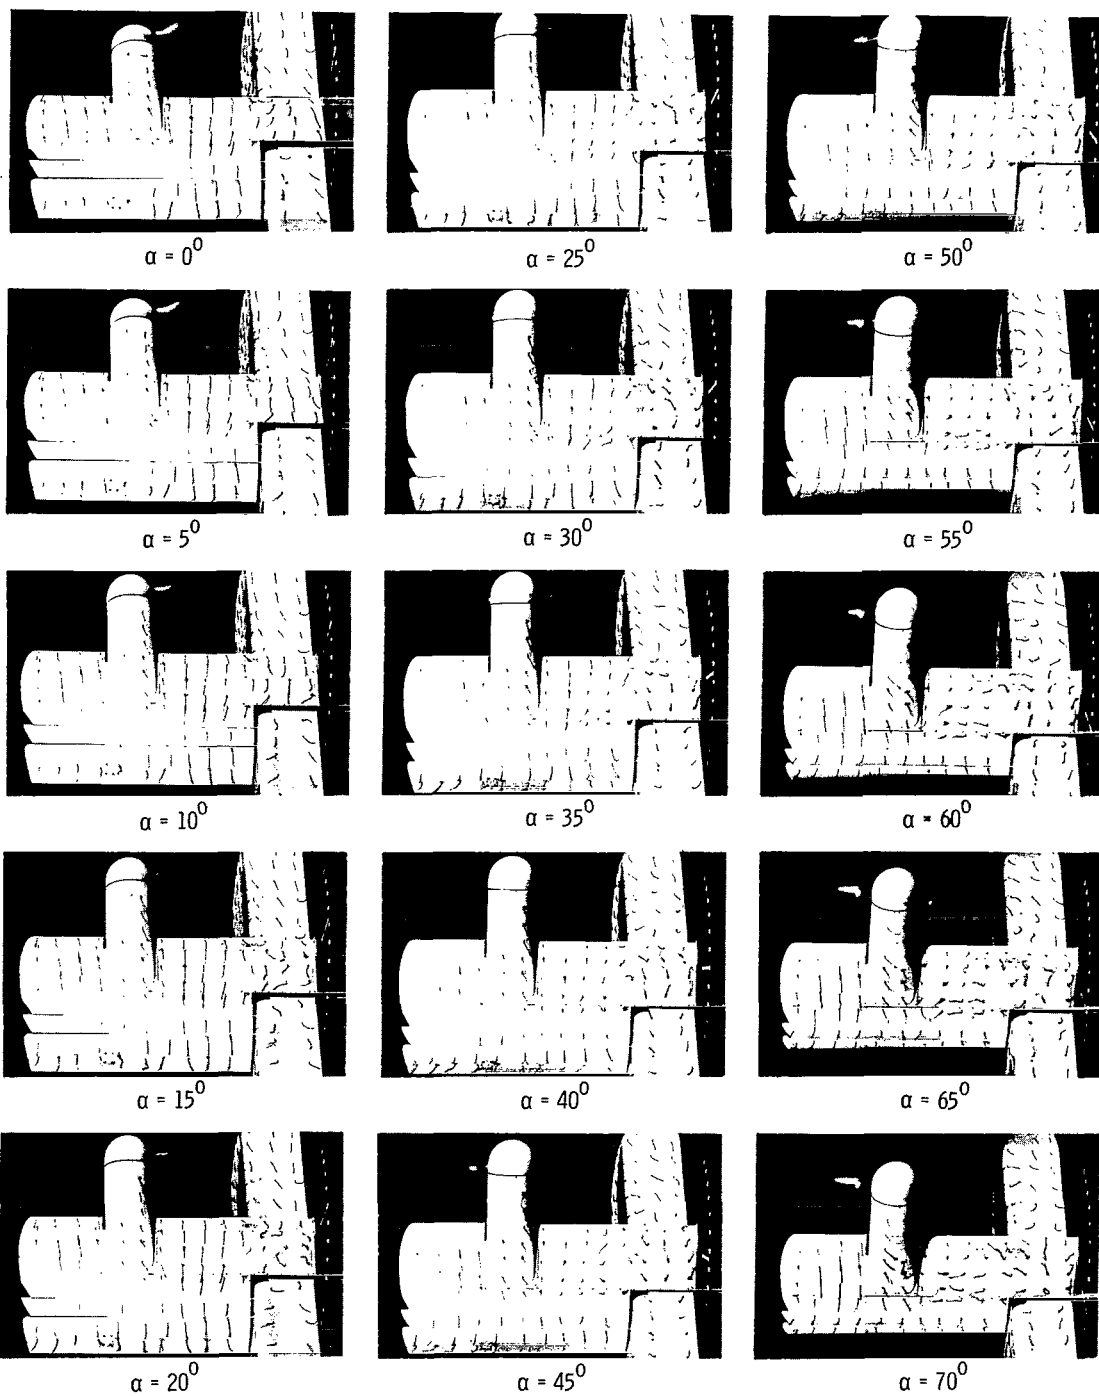 α = 0⁰
α = 25⁰
α = 50⁰
α = 5⁰
α = 30⁰
α = 55⁰
α = 10⁰
α = 35⁰
α = 60⁰
α = 15⁰
α = 40⁰
α = 65⁰
α = 20⁰
α = 45⁰
α = 70⁰